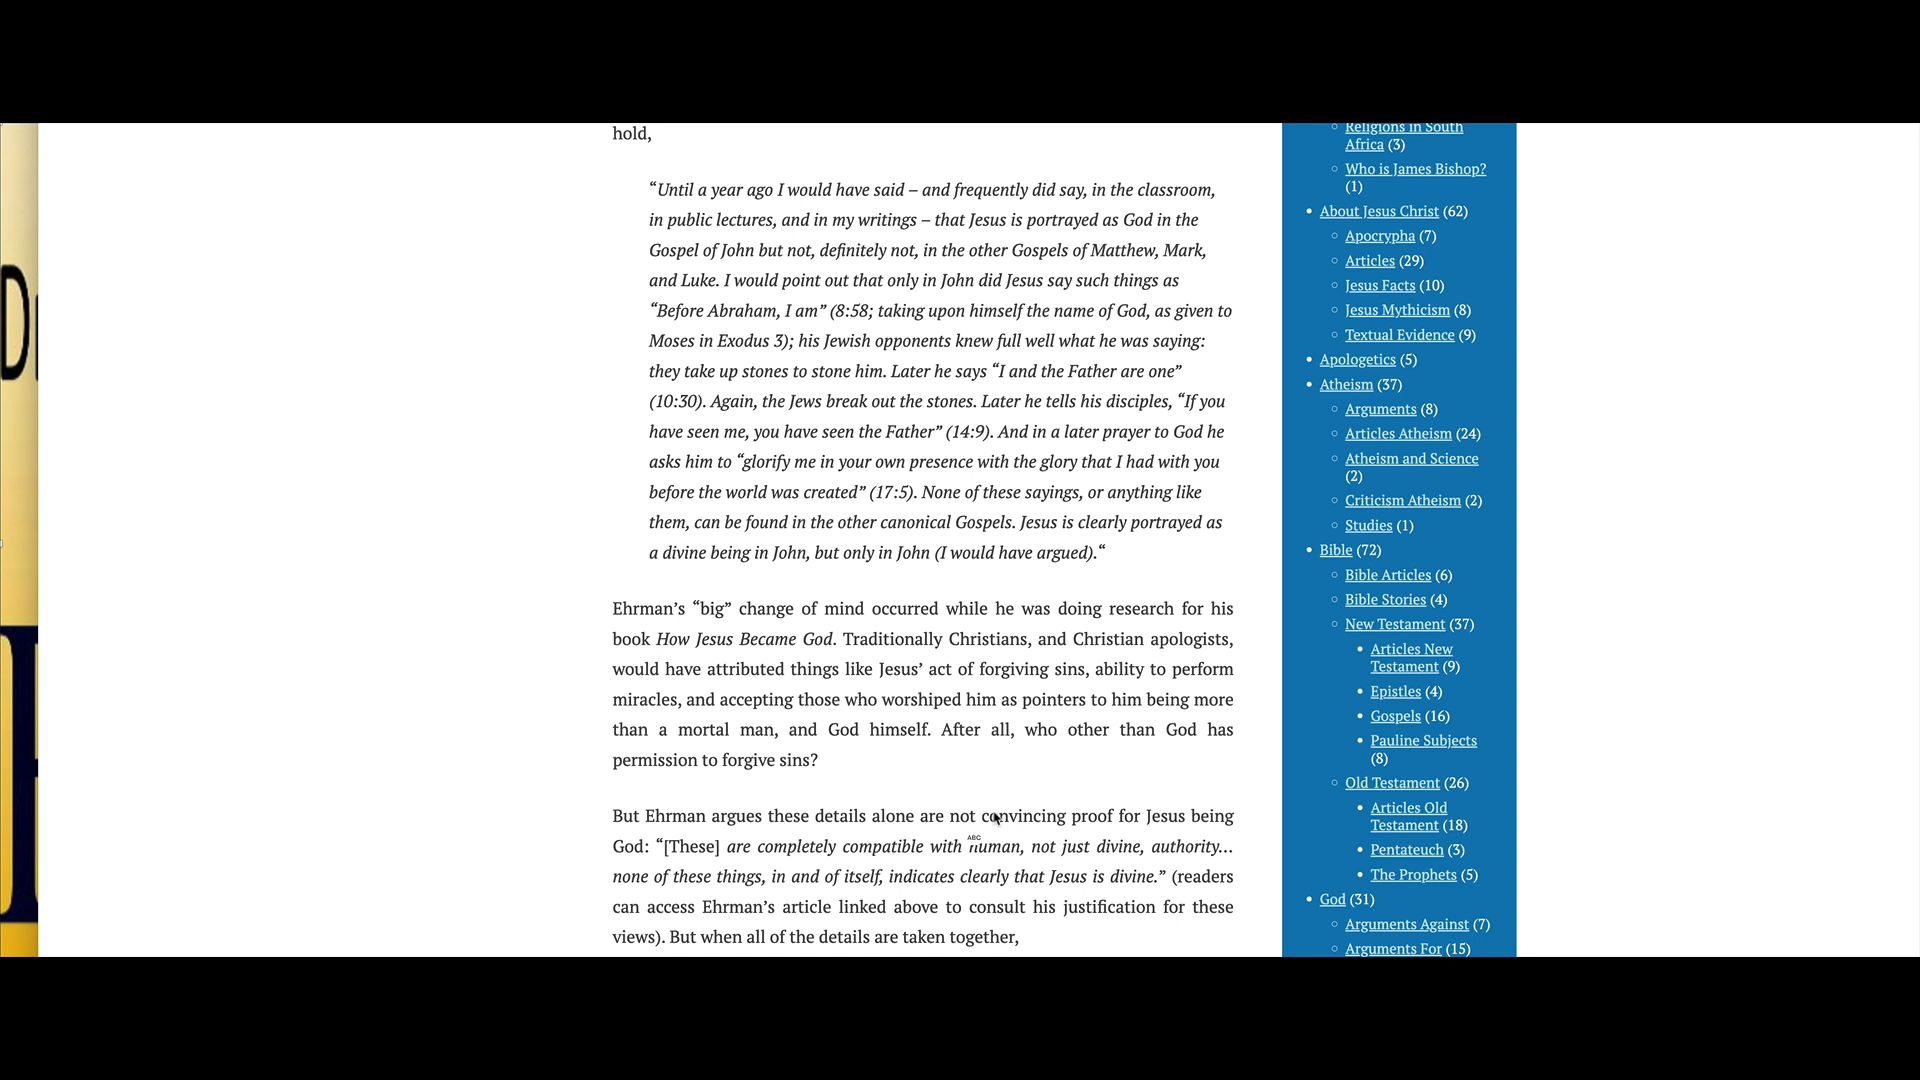 hold,
“Until a year ago I would have said – and frequently did say, in the classroom,
in public lectures, and in my writings – that Jesus is portrayed as God in the
Gospel of John but not, definitely not, in the other Gospels of Matthew, Mark,
and Luke. I would point out that only in John did Jesus say such things as
“Before Abraham, I am” (8:58; taking upon himself the name of God, as given to
Moses in Exodus 3); his Jewish opponents knew full well what he was saying:
they take up stones to stone him. Later he says “I and the Father are one”
(10:30). Again, the Jews break out the stones. Later he tells his disciples, “If you
have seen me, you have seen the Father” (14:9). And in a later prayer to God he
asks him to “glorify me in your own presence with the glory that I had with you
before the world was created” (17:5). None of these sayings, or anything like
them, can be found in the other canonical Gospels. Jesus is clearly portrayed as
a divine being in John, but only in John (I would have argued).“
Ehrman’s “big” change of mind occurred while he was doing research for his
book How Jesus Became God. Traditionally Christians, and Christian apologists,
would have attributed things like Jesus’ act of forgiving sins, ability to perform
miracles, and accepting those who worshiped him as pointers to him being more
than a mortal man, and God himself. After all, who other than God has
permission to forgive sins?
But Ehrman argues these details alone are not convincing proof for Jesus being
God: “[These] are completely compatible with human, not just divine, authority…
none of these things, in and of itself, indicates clearly that Jesus is divine.” (readers
can access Ehrman’s article linked above to consult his justification for these
views). But when all of the details are taken together,
Religions in South
Africa (3)
Who is James Bishop?
(1)
About Jesus Christ (62)
Apocrypha (7)
Articles (29)
Jesus Facts (10)
Jesus Mythicism (8)
Textual Evidence (9)
Apologetics (5)
Atheism (37)
Arguments (8)
Articles Atheism (24)
Atheism and Science
(2)
Criticism Atheism (2)
Studies (1)
Bible (72)
Bible Articles (6)
Bible Stories (4)
New Testament (37)
Articles New
Testament (9)
Epistles (4)
Gospels (16)
Pauline Subjects
(8)
Old Testament (26)
Articles Old
Testament (18)
Pentateuch (3)
The Prophets (5)
God (31)
Arguments Against (7)
Arguments For (15)